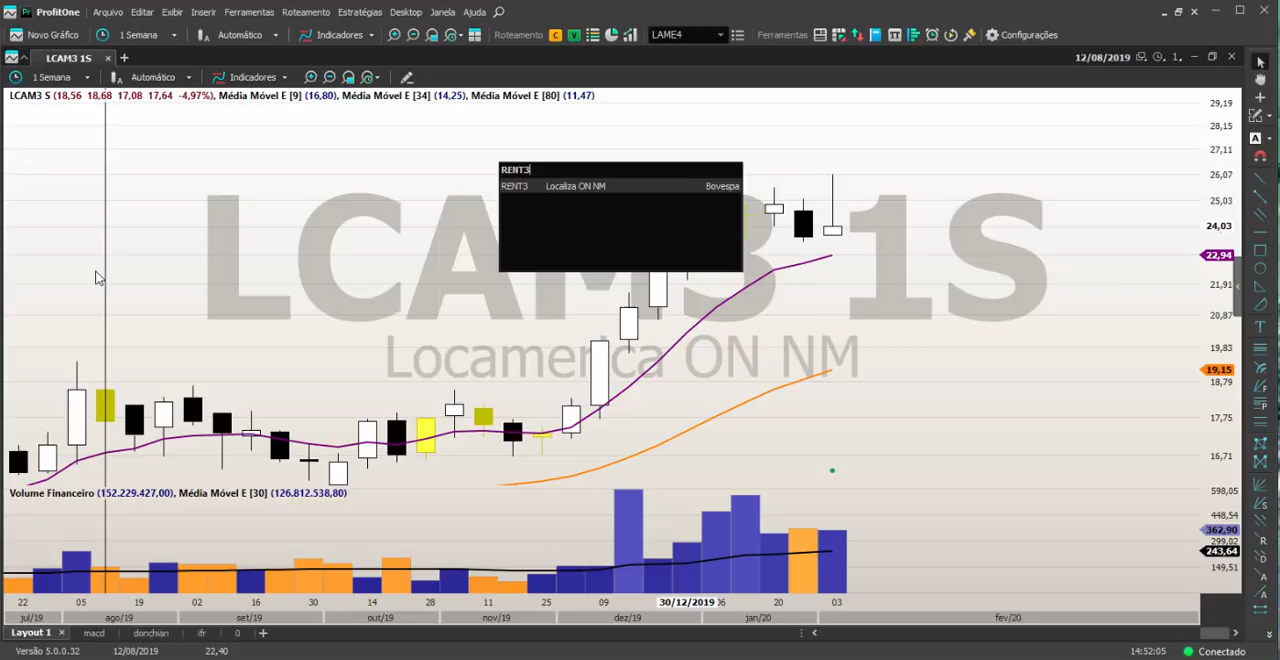 ProfitOne Arquivo Editar Exibir Inserir Ferramentas Roteamento Estratégias Desktop Janela Ajuda
Novo Gráfico 1 Semana Automático Indicadores Roteamento C V LAME4 Ferramentas Configurações
LCAM3 1S 12/08/2019 1
1 Semana Automático Indicadores
LCAM3 S (18,56 18,68 17,08 17,64 -4,97%), Média Móvel E [9] (16,80), Média Móvel E [34] (14,25), Média Móvel E [80] (11,47)
RENT3
RENT3 Localiza ON NM Bovespa
LCAM3 1S
Locamerica ON NM
29,19
28,15
27,11
26,07
25,03
24,03
22,94
21,91
20,87
19,83
19,15
18,79
17,75
16,71
Volume Financeiro (152.229.427,00), Média Móvel E [30] (126.812.538,80)
598,05
448,54
362,90
299,02
243,64
149,51
22 05 19 02 16 30 14 28 11 25 09 30/12/2019 06 20 03
jul/19 ago/19 set/19 out/19 nov/19 dez/19 jan/20 fev/20
Layout 1 macd donchian ifr 0
Versão 5.0.0.32 12/08/2019 22,40 14:52:05 Conectado